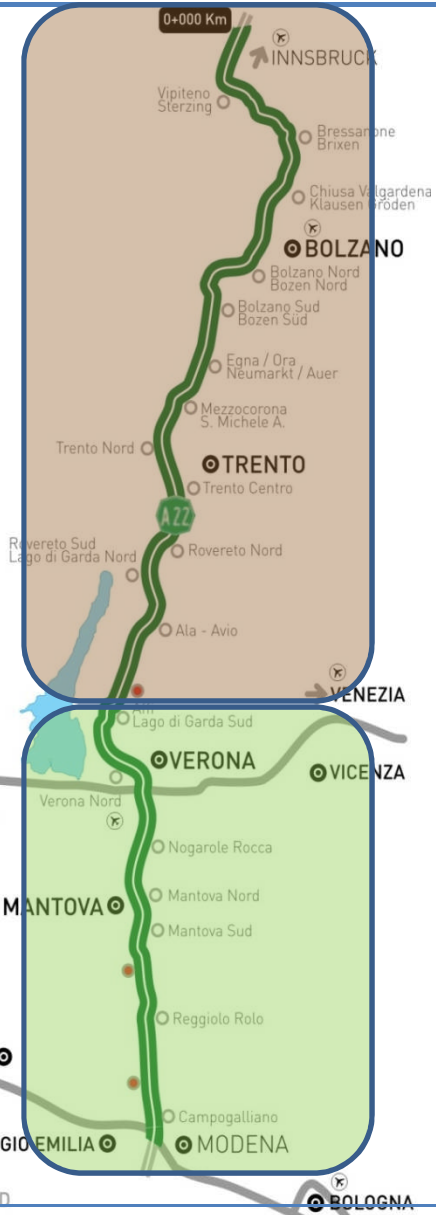 0+000 Km
INNSBRUCK
Vipiteno
Sterzing
Bressanone
Brixen
Chiusa Valgardena
Klausen Gröden
BOLZANO
Bolzano Nord
Bozen Nord
Bolzano Sud
Bozen Süd
Egna / Ora
Neumarkt / Auer
Mezzocorona
S. Michele A.
Trento Nord
TRENTO
Trento Centro
A22
Rovereto Sud
Lago di Garda Nord
Rovereto Nord
Ala - Avio
VENEZIA
Lago di Garda Sud
VERONA
VICENZA
Verona Nord
Nogarole Rocca
Mantova Nord
MANTOVA
Mantova Sud
Reggiolo Rolo
Campogalliano
GIO EMILIA
MODENA
D
BOLOGNA